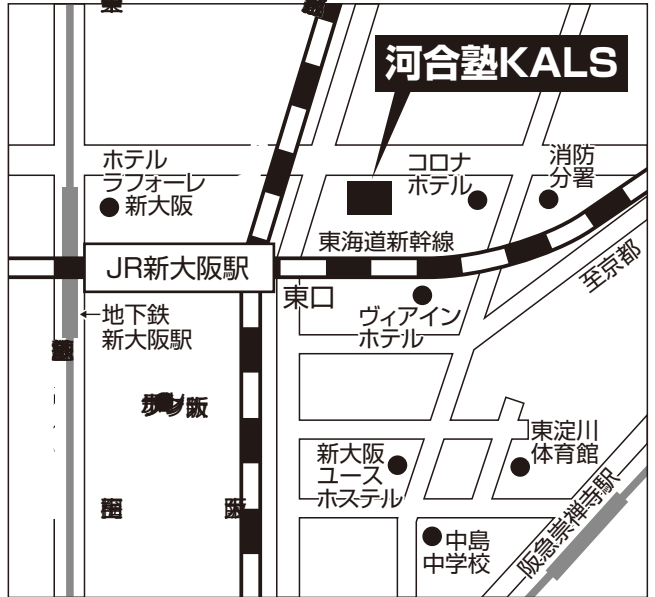 河合塾KALS
ホテル
ラフォーレ
新大阪
コロナ
ホテル
消防
分署
東海道新幹線
JR新大阪駅
至京都
東口
ヴィアイン
ホテル
←地下鉄
新大阪駅
新大阪
ユース
ホステル
東淀川
体育館
阪急崇禅寺駅
中島
中学校